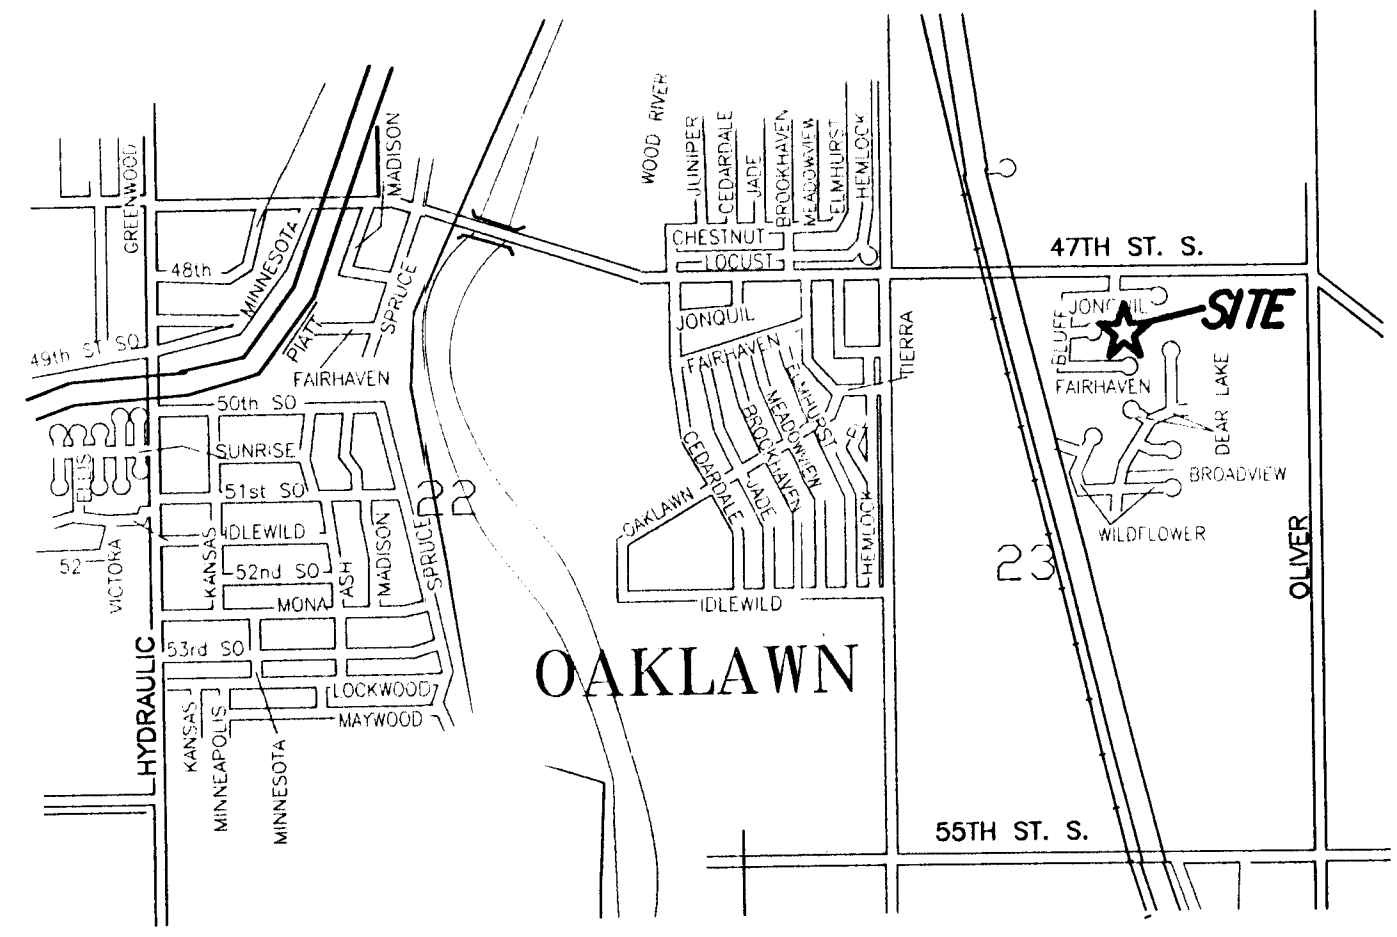 WOOD RIVER
JUNIPER
CEDARDALE
JADE
BROOKHAVEN
MEADOWVIEW
ELMHURST
HEMLOCK
MADISON
GREENWOOD
CHESTNUT
LOCUST
47TH ST. S.
48th
MINNESOTA
SPRUCE
PIATT
JONQUIL
TIERRA
JONQUIL
BLUFF
SITE
49th ST SO
FAIRHAVEN
FAIRHAVEN
FAIRHAVEN
DEAR LAKE
50th SO
ELMHURST
MEADOWVIEW
BROCKHAVEN
SUNRISE
ELLIS
CEDARDALE
JADE
BROADVIEW
51st SO
22
OAKLAWN
HEMLOCK
WILDFLOWER
IDLEWILD
KANSAS
MADISON
SPRUCE
52
VICTORA
52nd SO
ASH
23
OLIVER
MONA
IDLEWILD
53rd SO
OAKLAWN
HYDRAULIC
LOCKWOOD
MAYWOOD
KANSAS
MINNEAPOLIS
MINNESOTA
55TH ST. S.